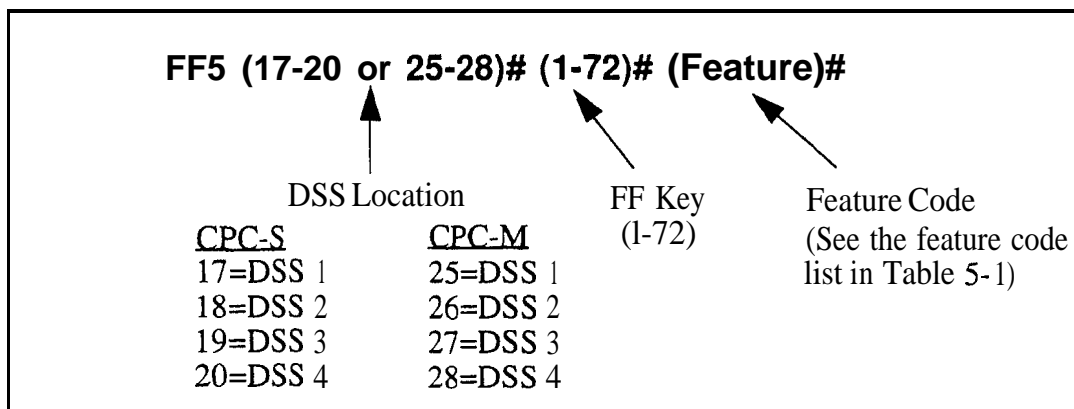 FF5 (17-20 or 25-28)# (1-72)# (Feature)#
DSS Location
CPC-S
17=DSS 1
18=DSS 2
19=DSS 3
20=DSS 4
CPC-M
25=DSS 1
26=DSS 2
27=DSS 3
28=DSS 4
FF Key
(l-72)
Feature Code
(See the feature code
list in Table 5-1)